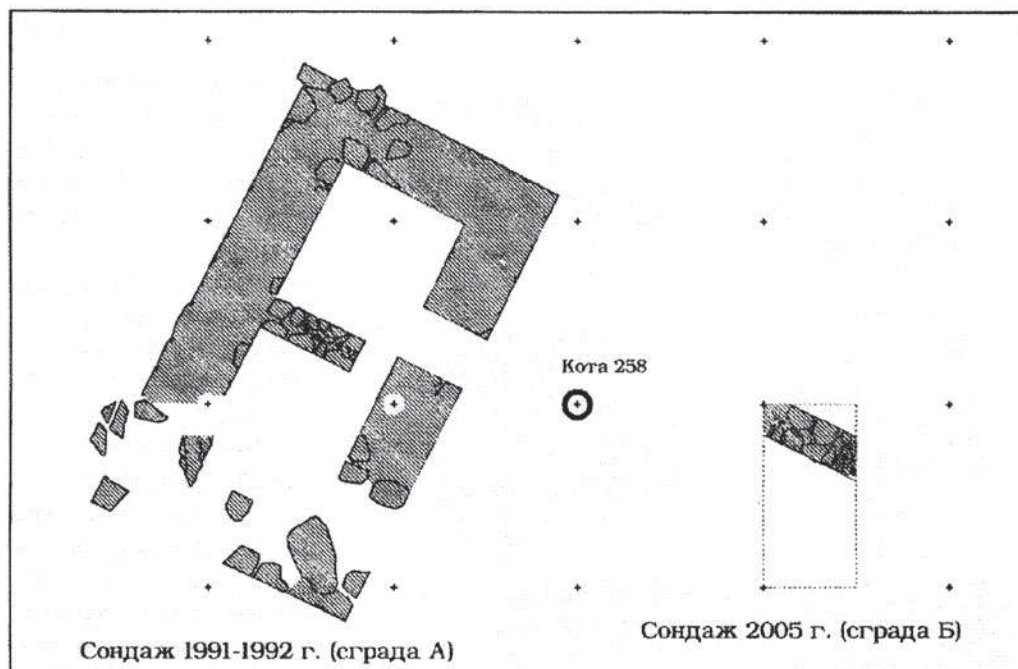 Кота 258
Сондаж 2005 г. (сграда Б)
Сондаж 1991-1992 г. (сграда А)